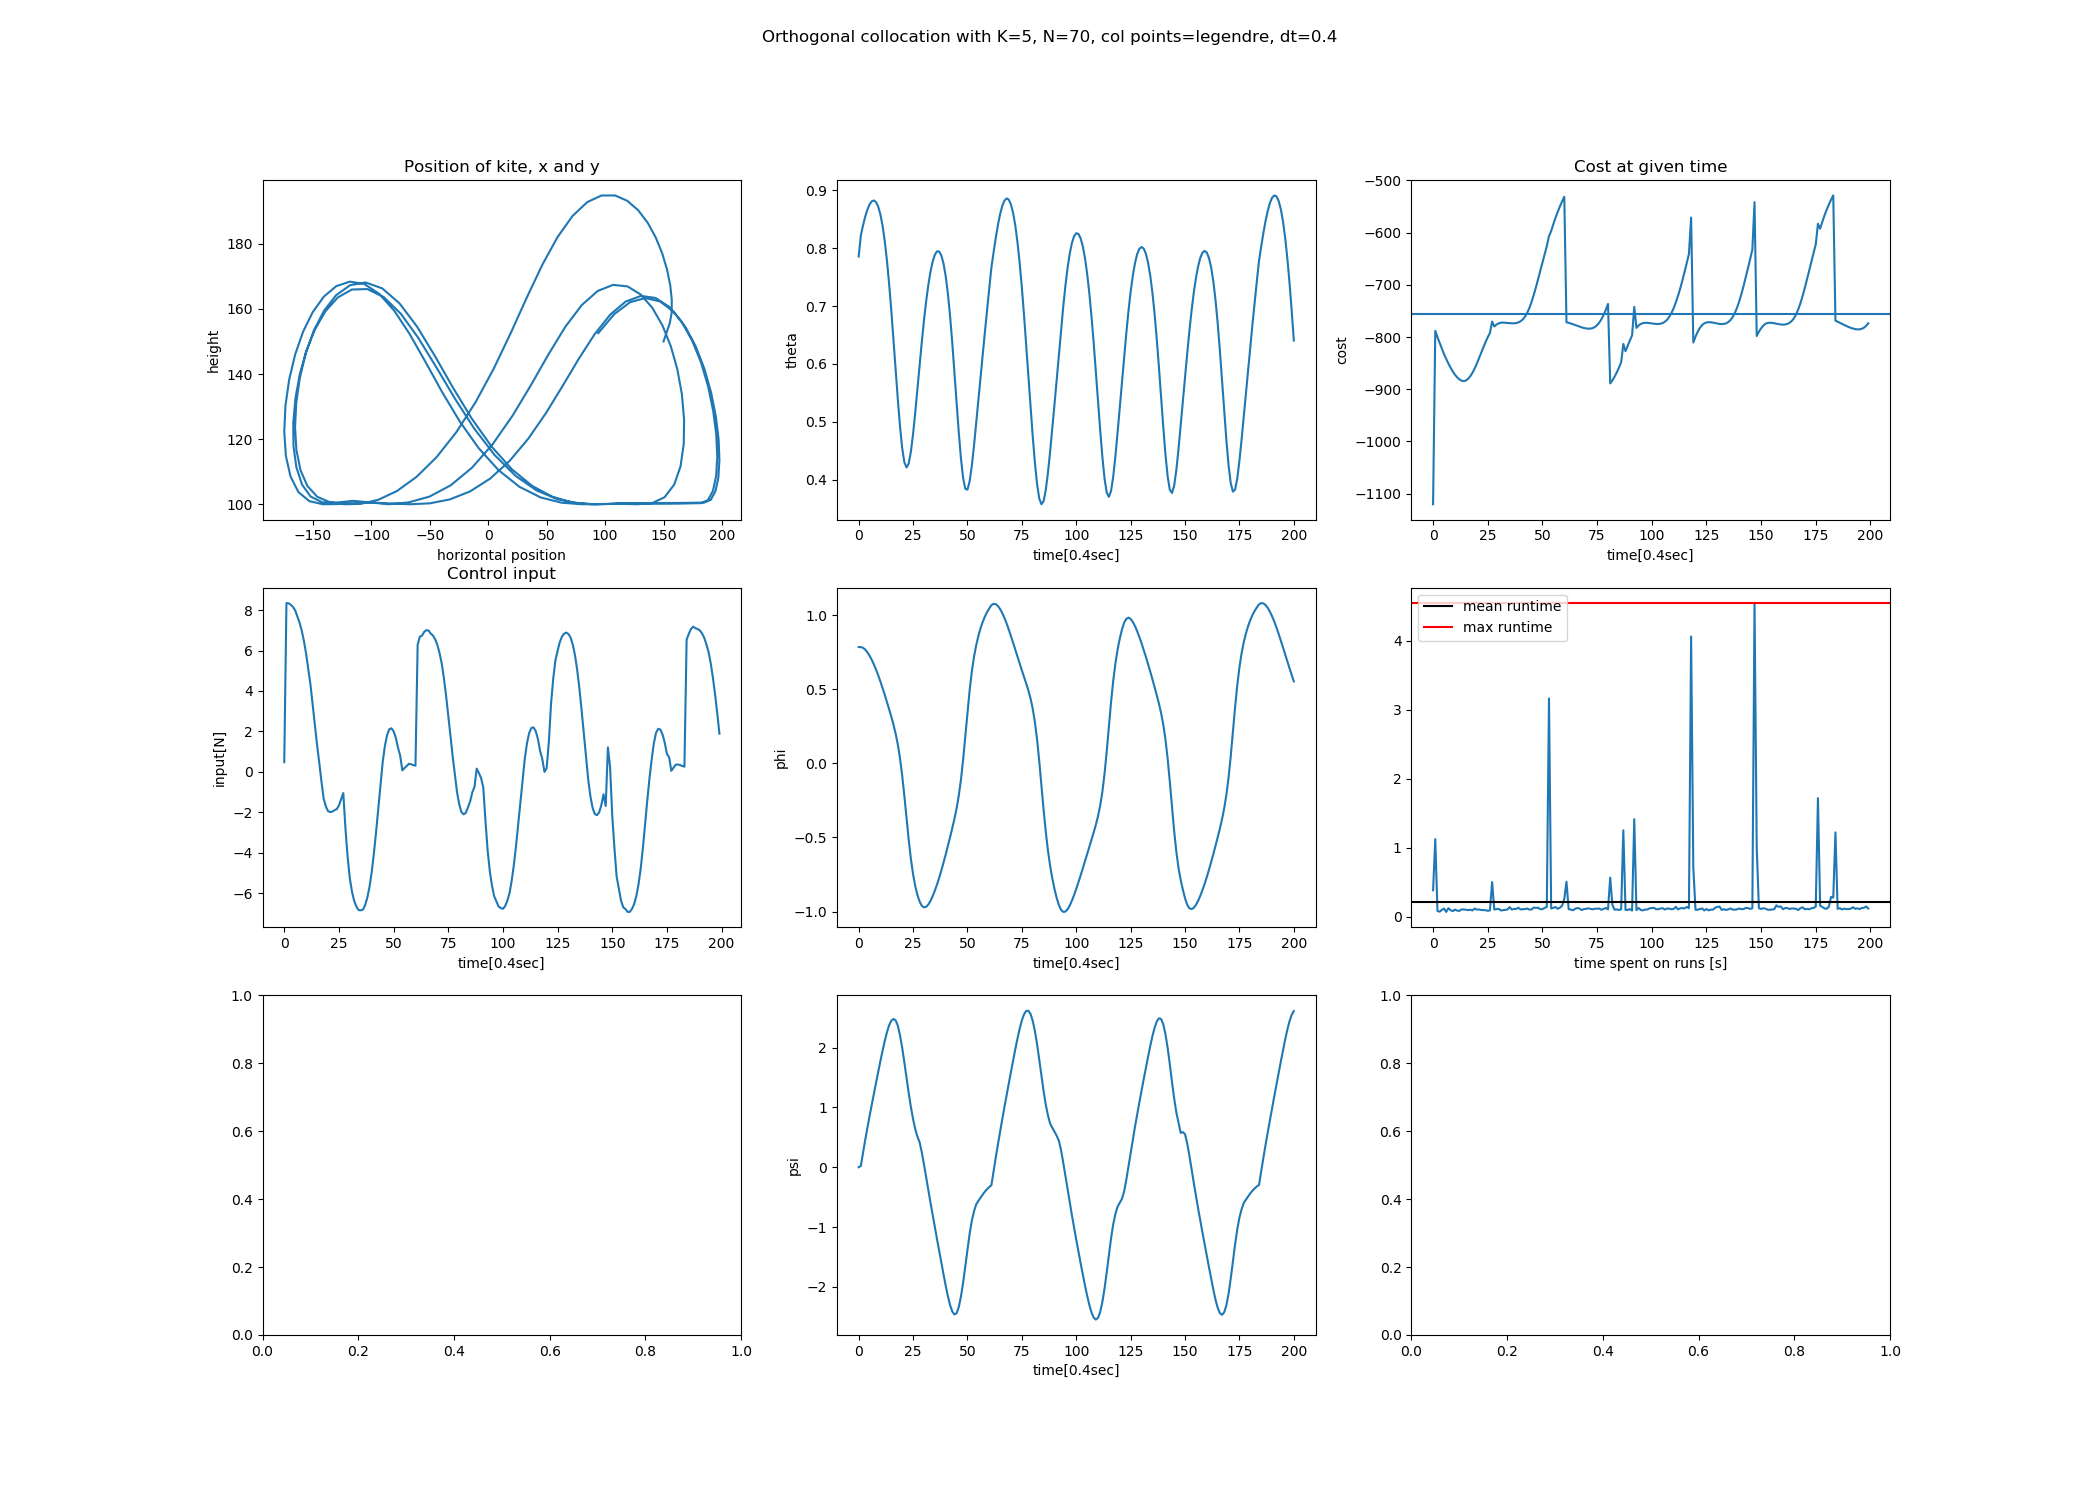 Orthogonal collocation with K=5, N=70, col points=legendre, dt=0.4
Position of kite, x and y
height
180
160
140
120
100
−150 −100 −50 0 50 100 150 200
horizontal position
theta
0.9
0.8
0.7
0.6
0.5
0.4
0 25 50 75 100 125 150 175 200
time[0.4sec]
Cost at given time
cost
−500
−600
−700
−800
−900
−1000
−1100
0 25 50 75 100 125 150 175 200
time[0.4sec]
Control input
input[N]
8
6
4
2
0
−2
−4
−6
0 25 50 75 100 125 150 175 200
time[0.4sec]
phi
1.0
0.5
0.0
−0.5
−1.0
0 25 50 75 100 125 150 175 200
time[0.4sec]
mean runtime
max runtime
4
3
2
1
0
0 25 50 75 100 125 150 175 200
time spent on runs [s]
1.0
0.8
0.6
0.4
0.2
0.0
0.0 0.2 0.4 0.6 0.8 1.0
psi
2
1
0
−1
−2
0 25 50 75 100 125 150 175 200
time[0.4sec]
1.0
0.8
0.6
0.4
0.2
0.0
0.0 0.2 0.4 0.6 0.8 1.0